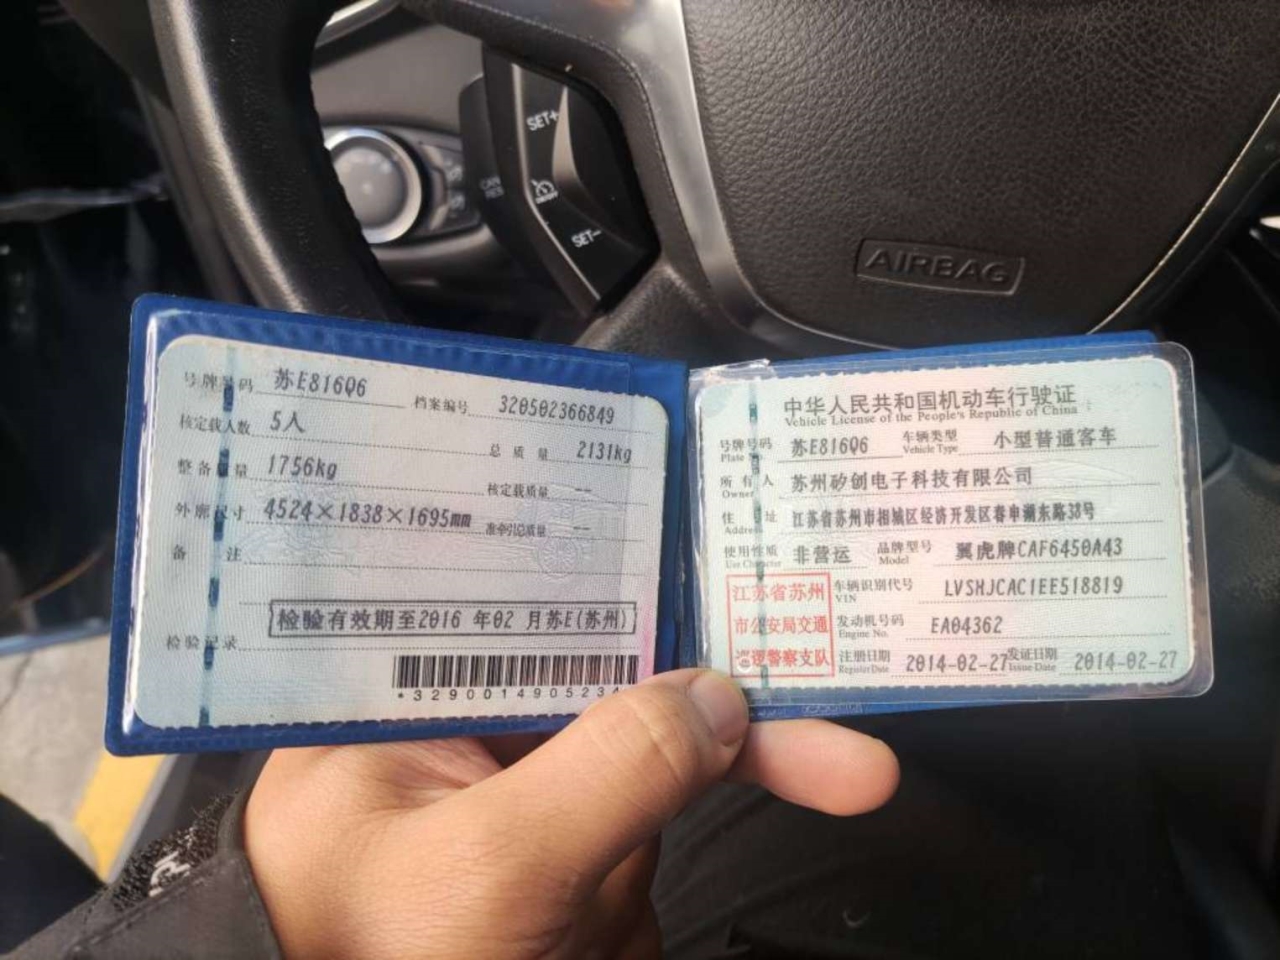 SET+
CAN
RES
ON/OFF
SET-
AIRBAG
号牌号码 苏E816Q6 档案编号 320502366849
核定载人数 5人 总质量 2131kg
整备质量 1756kg 核定载质量 --
外廓尺寸 4524×1838×1695mm 准牵引总质量 --
备注
检验有效期至2016 年02 月苏E(苏州)
检验记录
*3290014905234
中华人民共和国机动车行驶证
Vehicle License of the People's Republic of China
号牌号码 苏E816Q6 车辆类型 小型普通客车
Plate No. Vehicle Type
所有人 苏州矽创电子科技有限公司
Owner
住址 江苏省苏州市相城区经济开发区春申湖东路38号
Address
使用性质 非营运 品牌型号 翼虎牌CAF6450A43
Use Character Model
江苏省苏州
市公安局交通
巡逻警察支队
车辆识别代号 LVSHJCAC1EE518819
VIN
发动机号码 EA04362
Engine No.
注册日期 2014-02-27 发证日期 2014-02-27
Register Date Issue Date